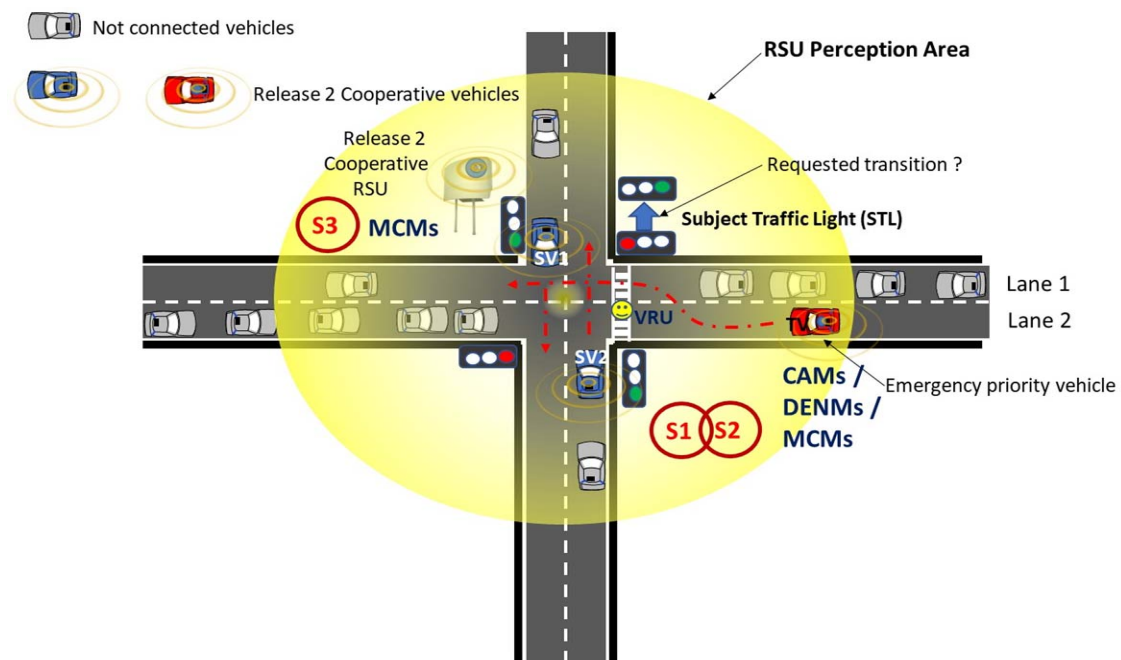 Not connected vehicles
Release 2 Cooperative vehicles
RSU Perception Area
Release 2
Cooperative
RSU
S3
MCMs
Requested transition ?
Subject Traffic Light (STL)
SV1
Lane 1
Lane 2
VRU
TV
SV2
CAMs /
DENMs /
MCMs
Emergency priority vehicle
S1
S2